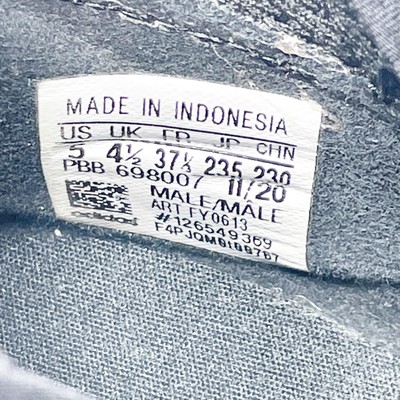 MADE IN INDONESIA
US UK FR JP CHN
5 4½ 37⅓ 235 230
PBB 698007 11/20
MALE/MÂLE
ART FY0613
#126549369
adidas